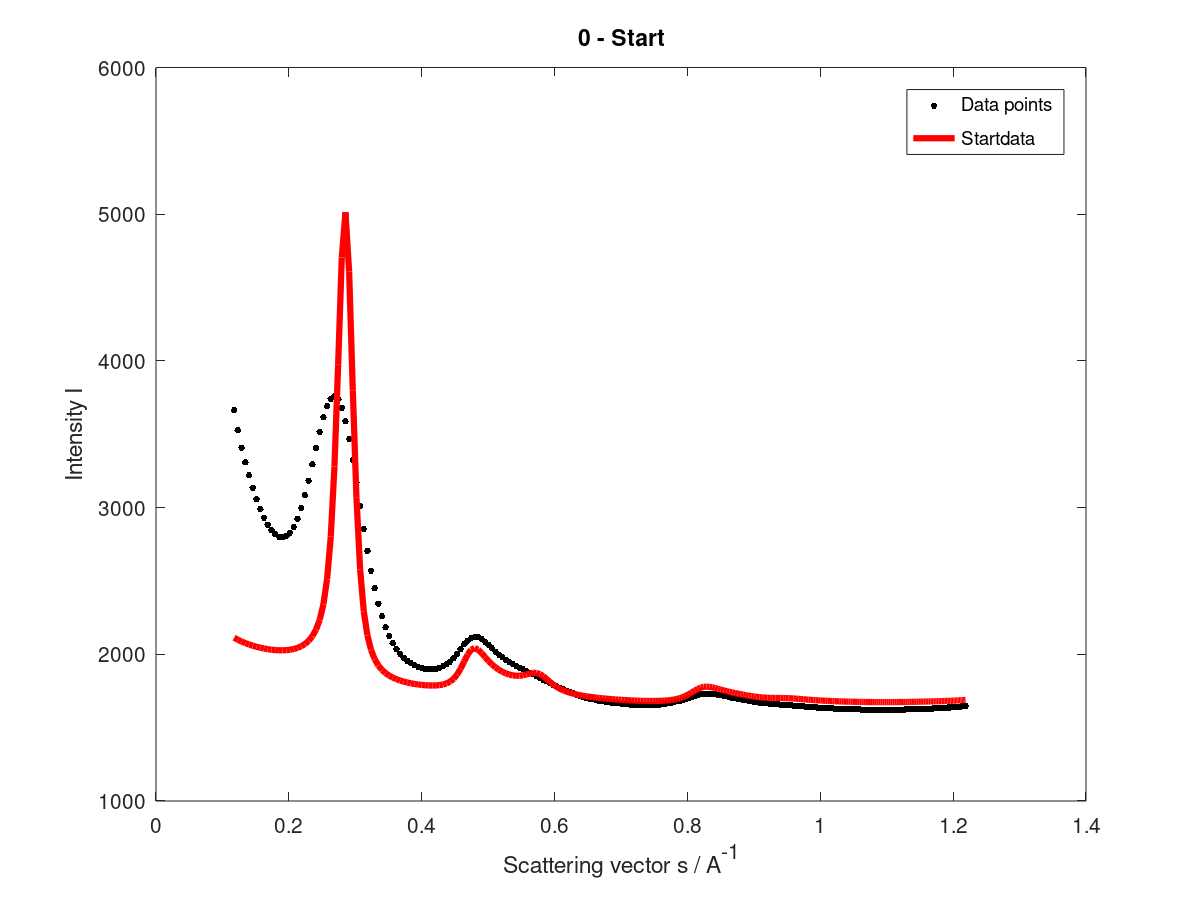 0 - Start
6000
5000
4000
3000
2000
1000
Intensity I
Data points
Startdata
0 0.2 0.4 0.6 0.8 1 1.2 1.4
Scattering vector s / A^-1